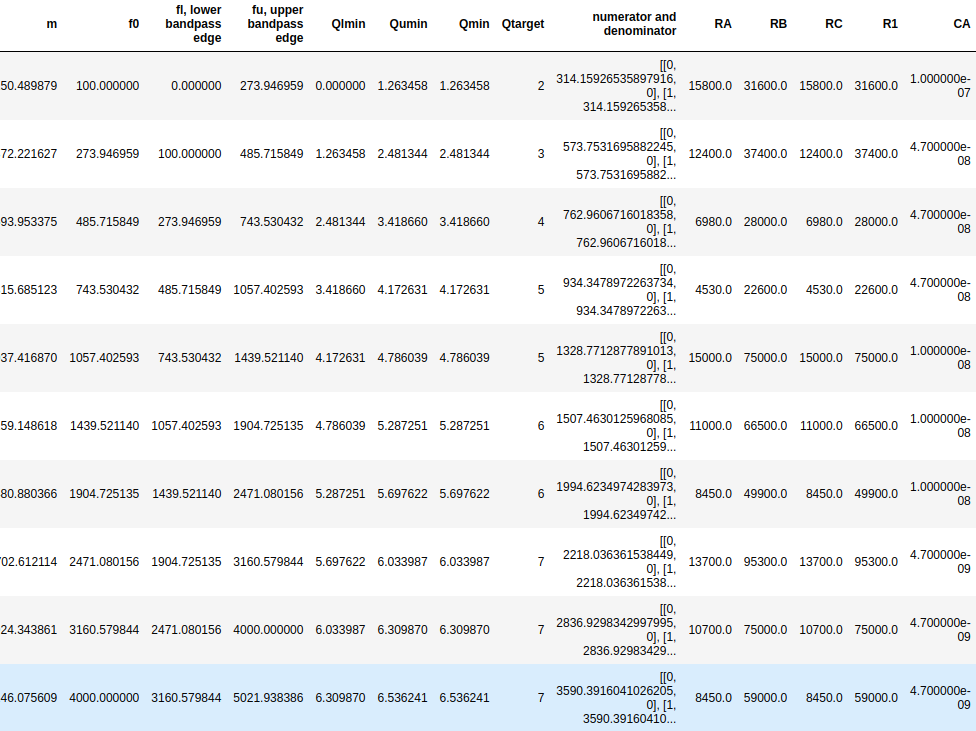 m f0 fl, lower bandpass edge fu, upper bandpass edge Qlmin Qumin Qmin Qtarget numerator and denominator RA RB RC R1 CA
50.489879 100.000000 0.000000 273.946959 0.000000 1.263458 1.263458 2 [[0, 314.15926535897916, 0], [1, 314.159265358... 15800.0 31600.0 15800.0 31600.0 1.000000e-07
72.221627 273.946959 100.000000 485.715849 1.263458 2.481344 2.481344 3 [[0, 573.7531695882245, 0], [1, 573.7531695882... 12400.0 37400.0 12400.0 37400.0 4.700000e-08
93.953375 485.715849 273.946959 743.530432 2.481344 3.418660 3.418660 4 [[0, 762.9606716018358, 0], [1, 762.9606716018... 6980.0 28000.0 6980.0 28000.0 4.700000e-08
15.685123 743.530432 485.715849 1057.402593 3.418660 4.172631 4.172631 5 [[0, 934.3478972263734, 0], [1, 934.3478972263... 4530.0 22600.0 4530.0 22600.0 4.700000e-08
37.416870 1057.402593 743.530432 1439.521140 4.172631 4.786039 4.786039 5 [[0, 1328.7712877891013, 0], [1, 1328.77128778... 15000.0 75000.0 15000.0 75000.0 1.000000e-08
59.148618 1439.521140 1057.402593 1904.725135 4.786039 5.287251 5.287251 6 [[0, 1507.4630125968085, 0], [1, 1507.46301259... 11000.0 66500.0 11000.0 66500.0 1.000000e-08
80.880366 1904.725135 1439.521140 2471.080156 5.287251 5.697622 5.697622 6 [[0, 1994.6234974283973, 0], [1, 1994.62349742... 8450.0 49900.0 8450.0 49900.0 1.000000e-08
02.612114 2471.080156 1904.725135 3160.579844 5.697622 6.033987 6.033987 7 [[0, 2218.036361538449, 0], [1, 2218.036361538... 13700.0 95300.0 13700.0 95300.0 4.700000e-09
24.343861 3160.579844 2471.080156 4000.000000 6.033987 6.309870 6.309870 7 [[0, 2836.9298342997995, 0], [1, 2836.92983429... 10700.0 75000.0 10700.0 75000.0 4.700000e-09
46.075609 4000.000000 3160.579844 5021.938386 6.309870 6.536241 6.536241 7 [[0, 3590.3916041026205, 0], [1, 3590.39160410... 8450.0 59000.0 8450.0 59000.0 4.700000e-09